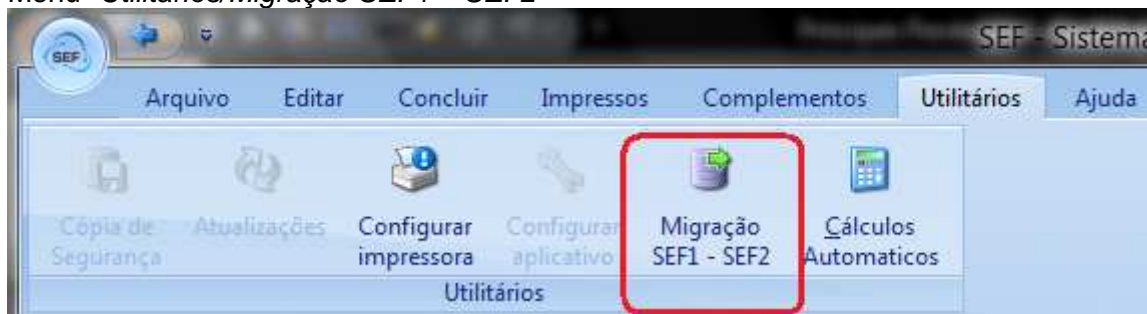 Menu "Utilitários/Migração SEF1 – SEF2"
SEF
SEF - Sistema
Arquivo Editar Concluir Impressos Complementos Utilitários Ajuda
Cópia de Atualizações Configurar Configurar Migração Cálculos
Segurança impressora aplicativo SEF1 - SEF2 Automaticos
Utilitários